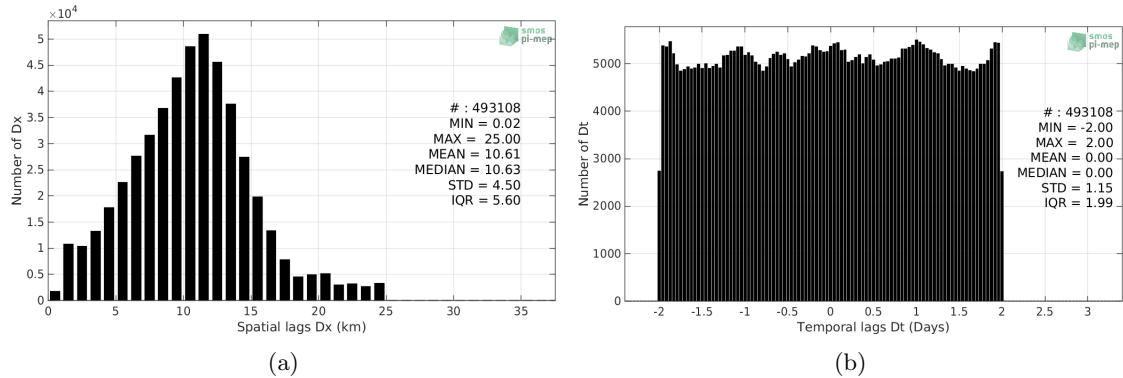 ×10⁴
5
4.5
4
3.5
3
2.5
2
1.5
1
0.5
0
Number of Dx
0 5 10 15 20 25 30 35
Spatial lags Dx (km)
smos
pi-mep
# : 493108
MIN = 0.02
MAX = 25.00
MEAN = 10.61
MEDIAN = 10.63
STD = 4.50
IQR = 5.60
(a)
5000
4000
3000
2000
1000
0
Number of Dt
-2 -1.5 -1 -0.5 0 0.5 1 1.5 2 2.5 3
Temporal lags Dt (Days)
smos
pi-mep
# : 493108
MIN = -2.00
MAX = 2.00
MEAN = 0.00
MEDIAN = 0.00
STD = 1.15
IQR = 1.99
(b)